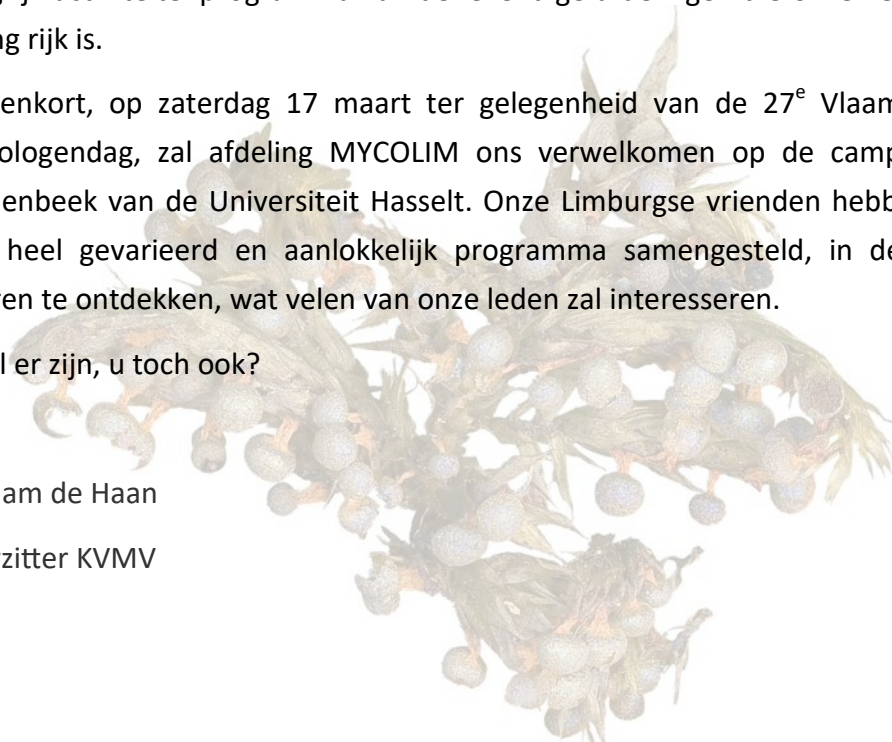 ng rijk is.
enkort, op zaterdag 17 maart ter gelegenheid van de 27e Vlaam
ologendag, zal afdeling MYCOLIM ons verwelkomen op de camp
enbeek van de Universiteit Hasselt. Onze Limburgse vrienden hebb
heel gevarieerd en aanlokkelijk programma samengesteld, in de
ren te ontdekken, wat velen van onze leden zal interesseren.
l er zijn, u toch ook?
am de Haan
zitter KVMV